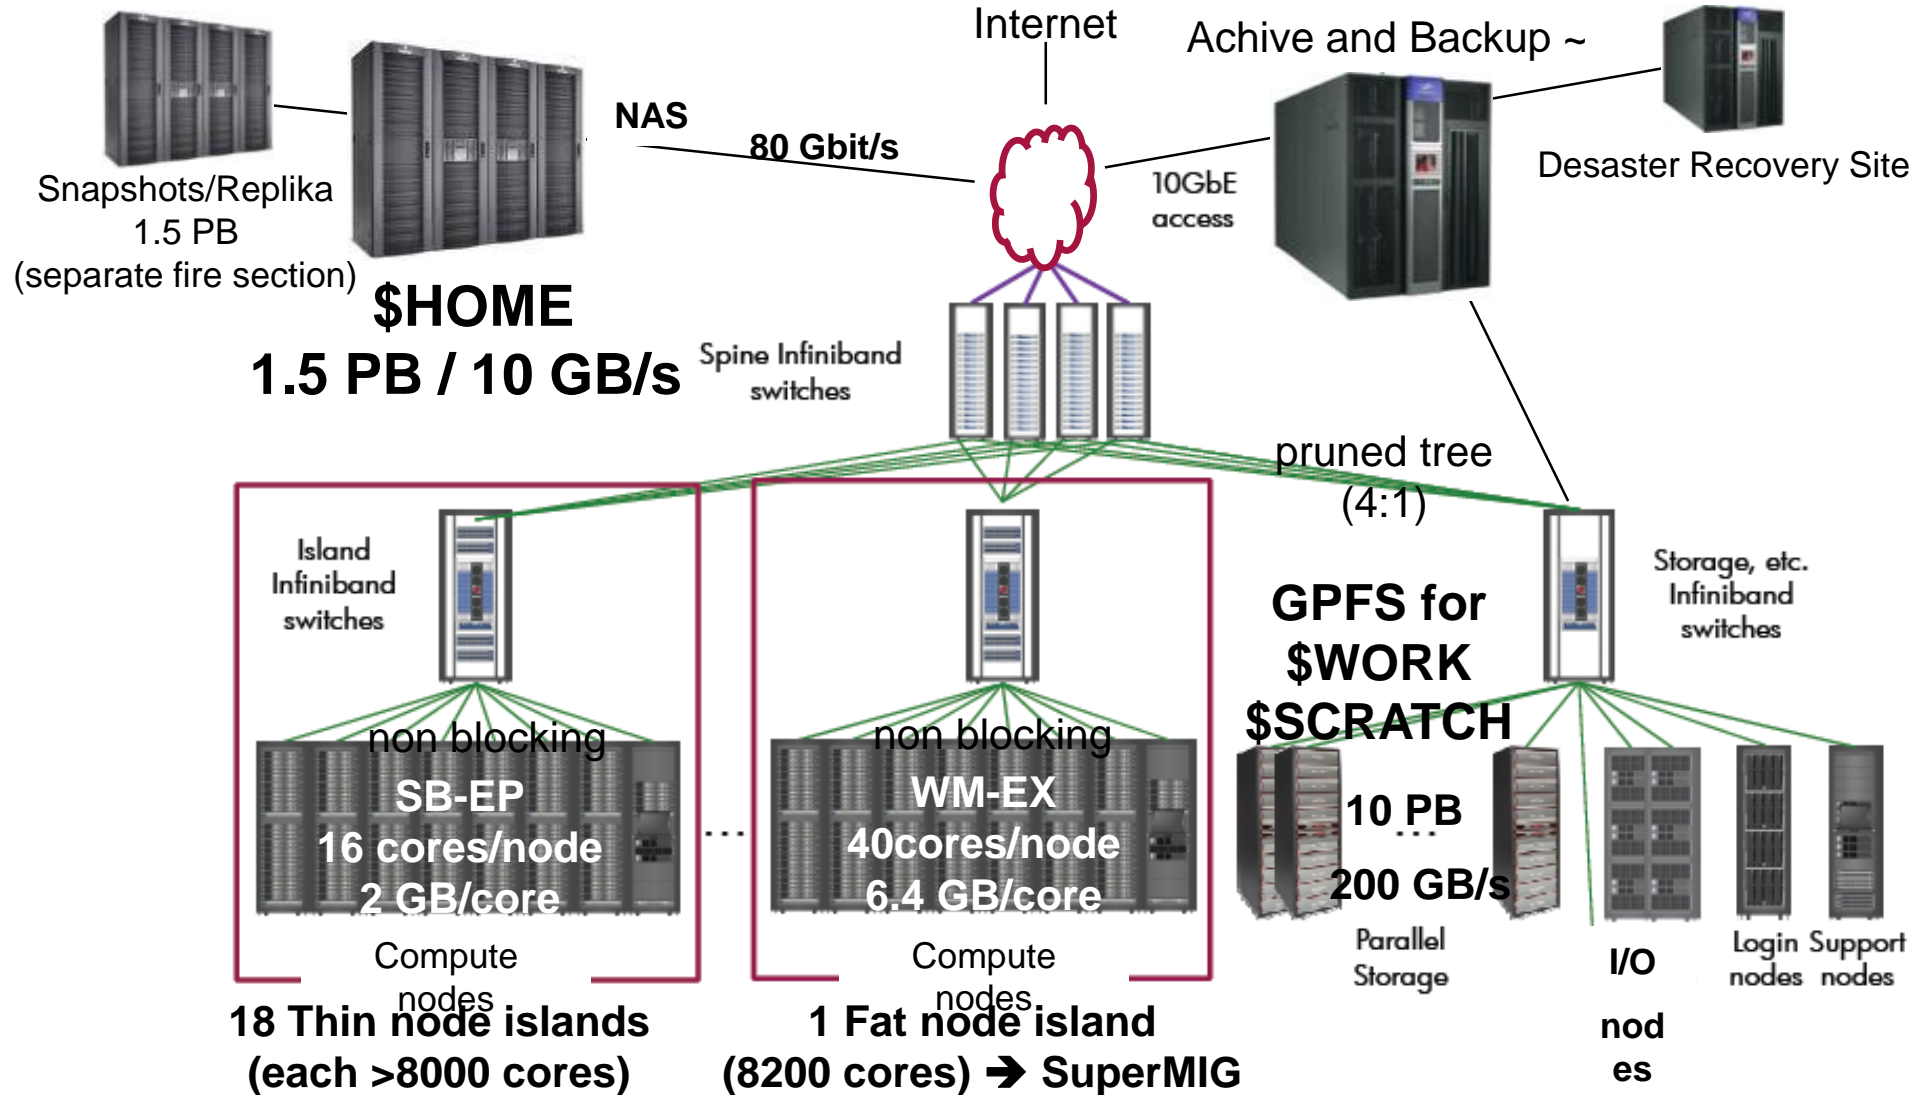 Internet
Achive and Backup ~
NAS
80 Gbit/s
10GbE
access
Desaster Recovery Site
Snapshots/Replika
1.5 PB
(separate fire section)
$HOME
1.5 PB / 10 GB/s
Spine Infiniband
switches
pruned tree
(4:1)
Island
Infiniband
switches
Storage, etc.
Infiniband
switches
GPFS for
$WORK
$SCRATCH
non blocking
SB-EP
16 cores/node
2 GB/core
...
non blocking
WM-EX
40cores/node
6.4 GB/core
10 PB
...
200 GB/s
Compute
nodes
Compute
nodes
Parallel
Storage
I/O
nod
es
Login
nodes
Support
nodes
18 Thin node islands
(each >8000 cores)
1 Fat node island
(8200 cores) ➔ SuperMIG